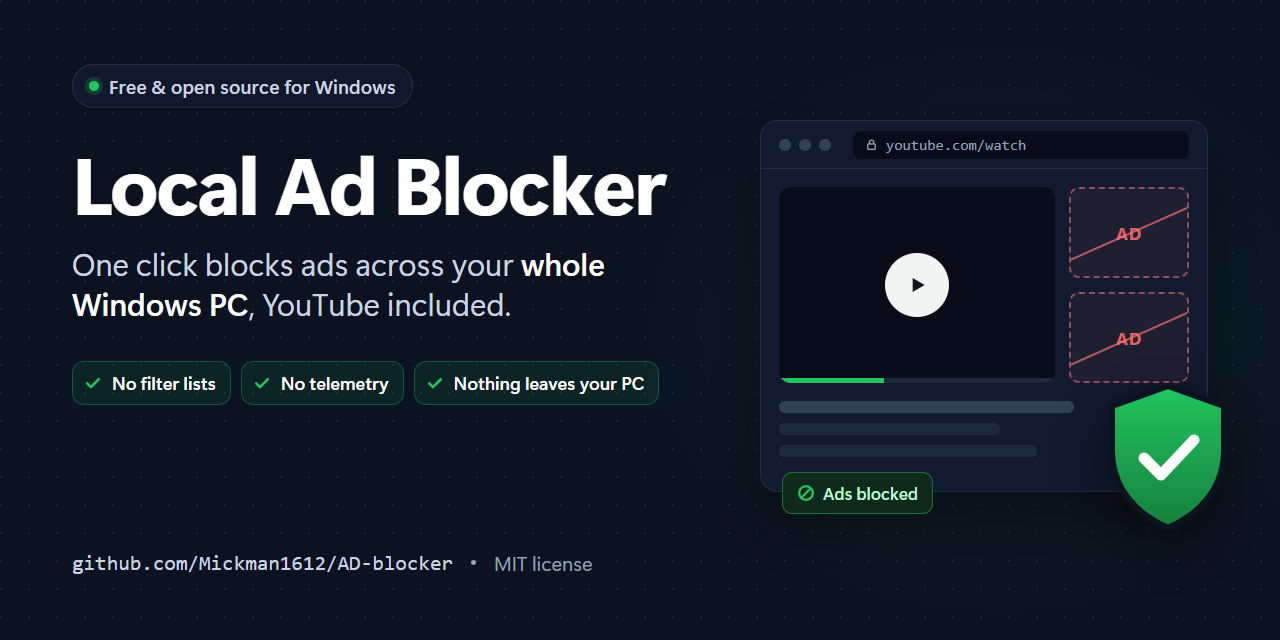 Free & open source for Windows
Local Ad Blocker
One click blocks ads across your whole
Windows PC, YouTube included.
No filter lists
No telemetry
Nothing leaves your PC
github.com/Mickman1612/AD-blocker • MIT license
youtube.com/watch
AD
AD
Ads blocked